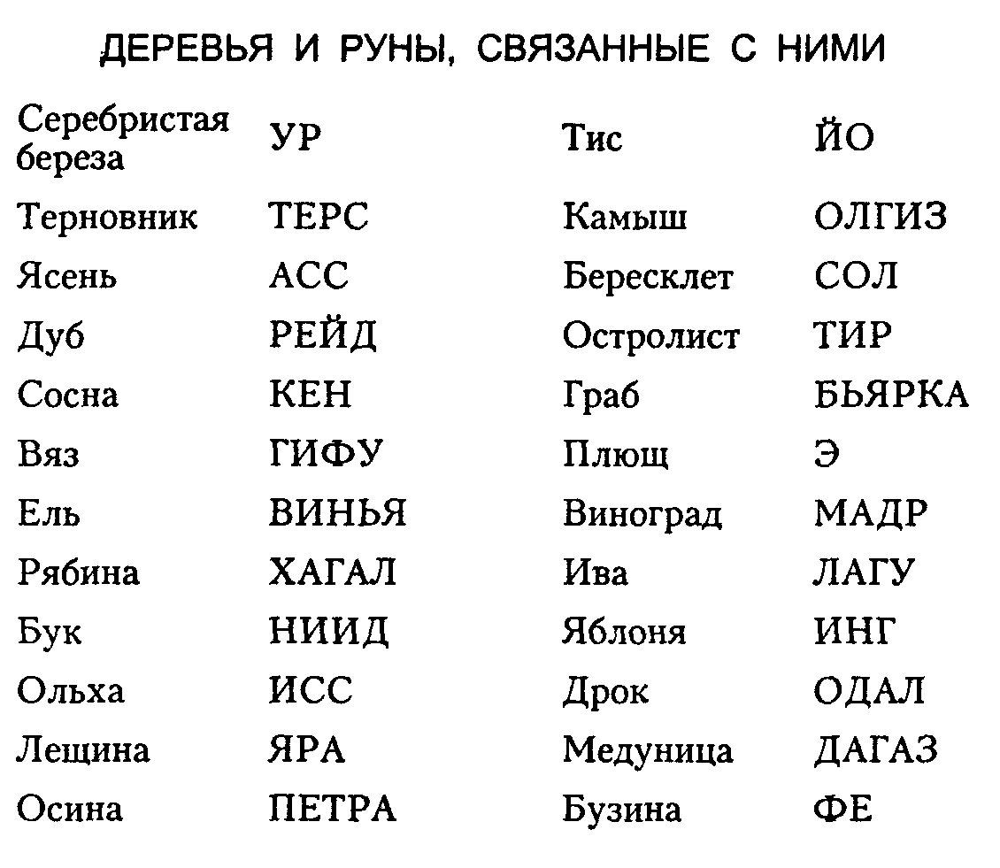 ДЕРЕВЬЯ И РУНЫ, СВЯЗАННЫЕ С НИМИ
Серебристая береза УР Тис ЙО
Терновник ТЕРС Камыш ОЛГИЗ
Ясень АСС Бересклет СОЛ
Дуб РЕЙД Остролист ТИР
Сосна КЕН Граб БЬЯРКА
Вяз ГИФУ Плющ Э
Ель ВИНЬЯ Виноград МАДР
Рябина ХАГАЛ Ива ЛАГУ
Бук НИИД Яблоня ИНГ
Ольха ИСС Дрок ОДАЛ
Лещина ЯРА Медуница ДАГАЗ
Осина ПЕТРА Бузина ФЕ